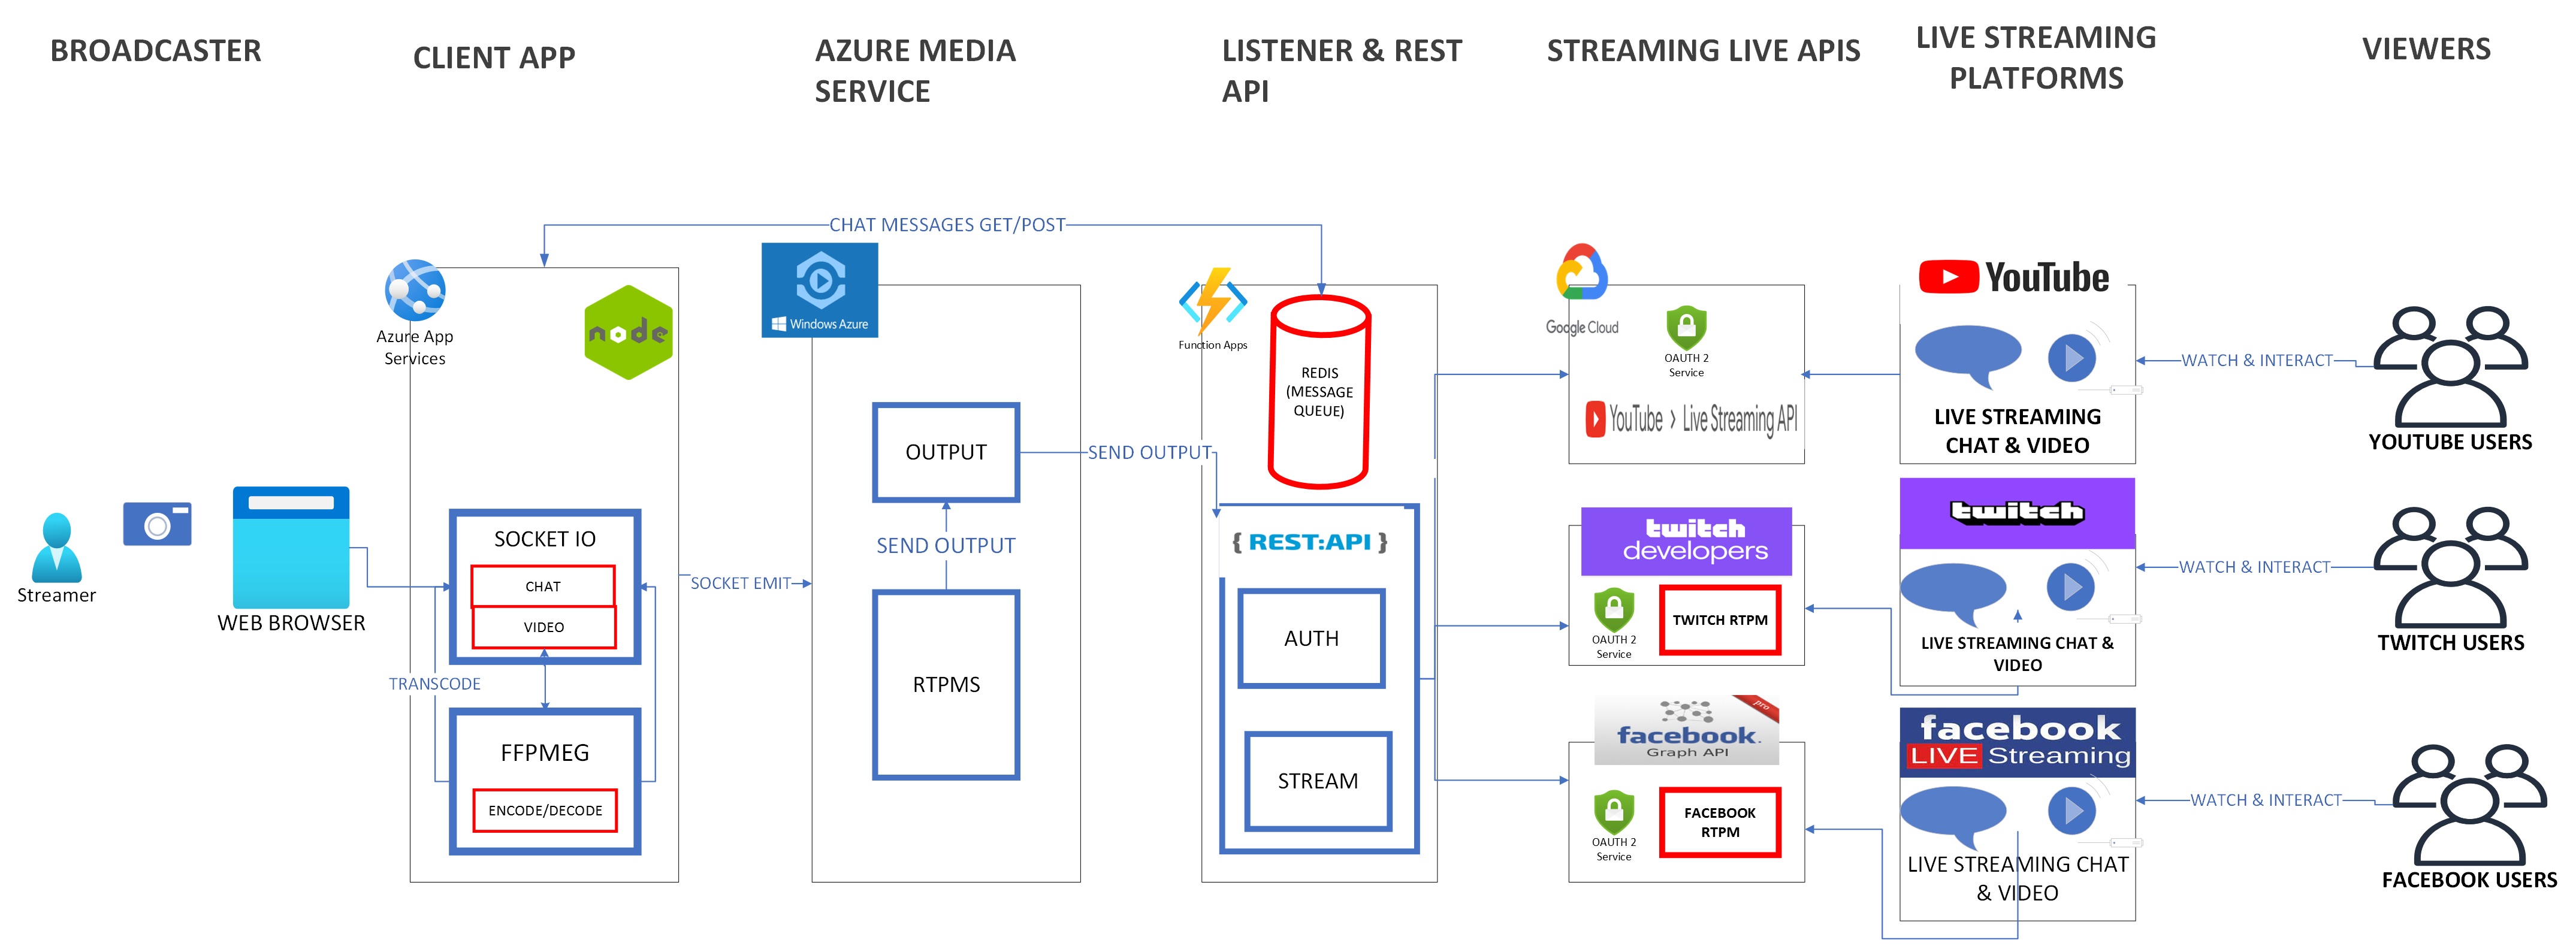 BROADCASTER
CLIENT APP
AZURE MEDIA
SERVICE
LISTENER & REST
API
STREAMING LIVE APIS
LIVE STREAMING
PLATFORMS
VIEWERS
CHAT MESSAGES GET/POST
Streamer
WEB BROWSER
Azure App
Services
node
SOCKET IO
CHAT
VIDEO
TRANSCODE
FFPMEG
ENCODE/DECODE
SOCKET EMIT
Windows Azure
OUTPUT
SEND OUTPUT
RTPMS
SEND OUTPUT
Function Apps
REDIS
(MESSAGE
QUEUE)
{ REST:API }
AUTH
STREAM
Google Cloud
OAUTH 2
Service
YouTube > Live Streaming API
twitch
developers
OAUTH 2
Service
TWITCH RTPM
pro
facebook.
Graph API
OAUTH 2
Service
FACEBOOK
RTPM
YouTube
LIVE STREAMING
CHAT & VIDEO
twitch
LIVE STREAMING CHAT &
VIDEO
facebook
LIVE Streaming
LIVE STREAMING CHAT
& VIDEO
WATCH & INTERACT
YOUTUBE USERS
WATCH & INTERACT
TWITCH USERS
WATCH & INTERACT
FACEBOOK USERS